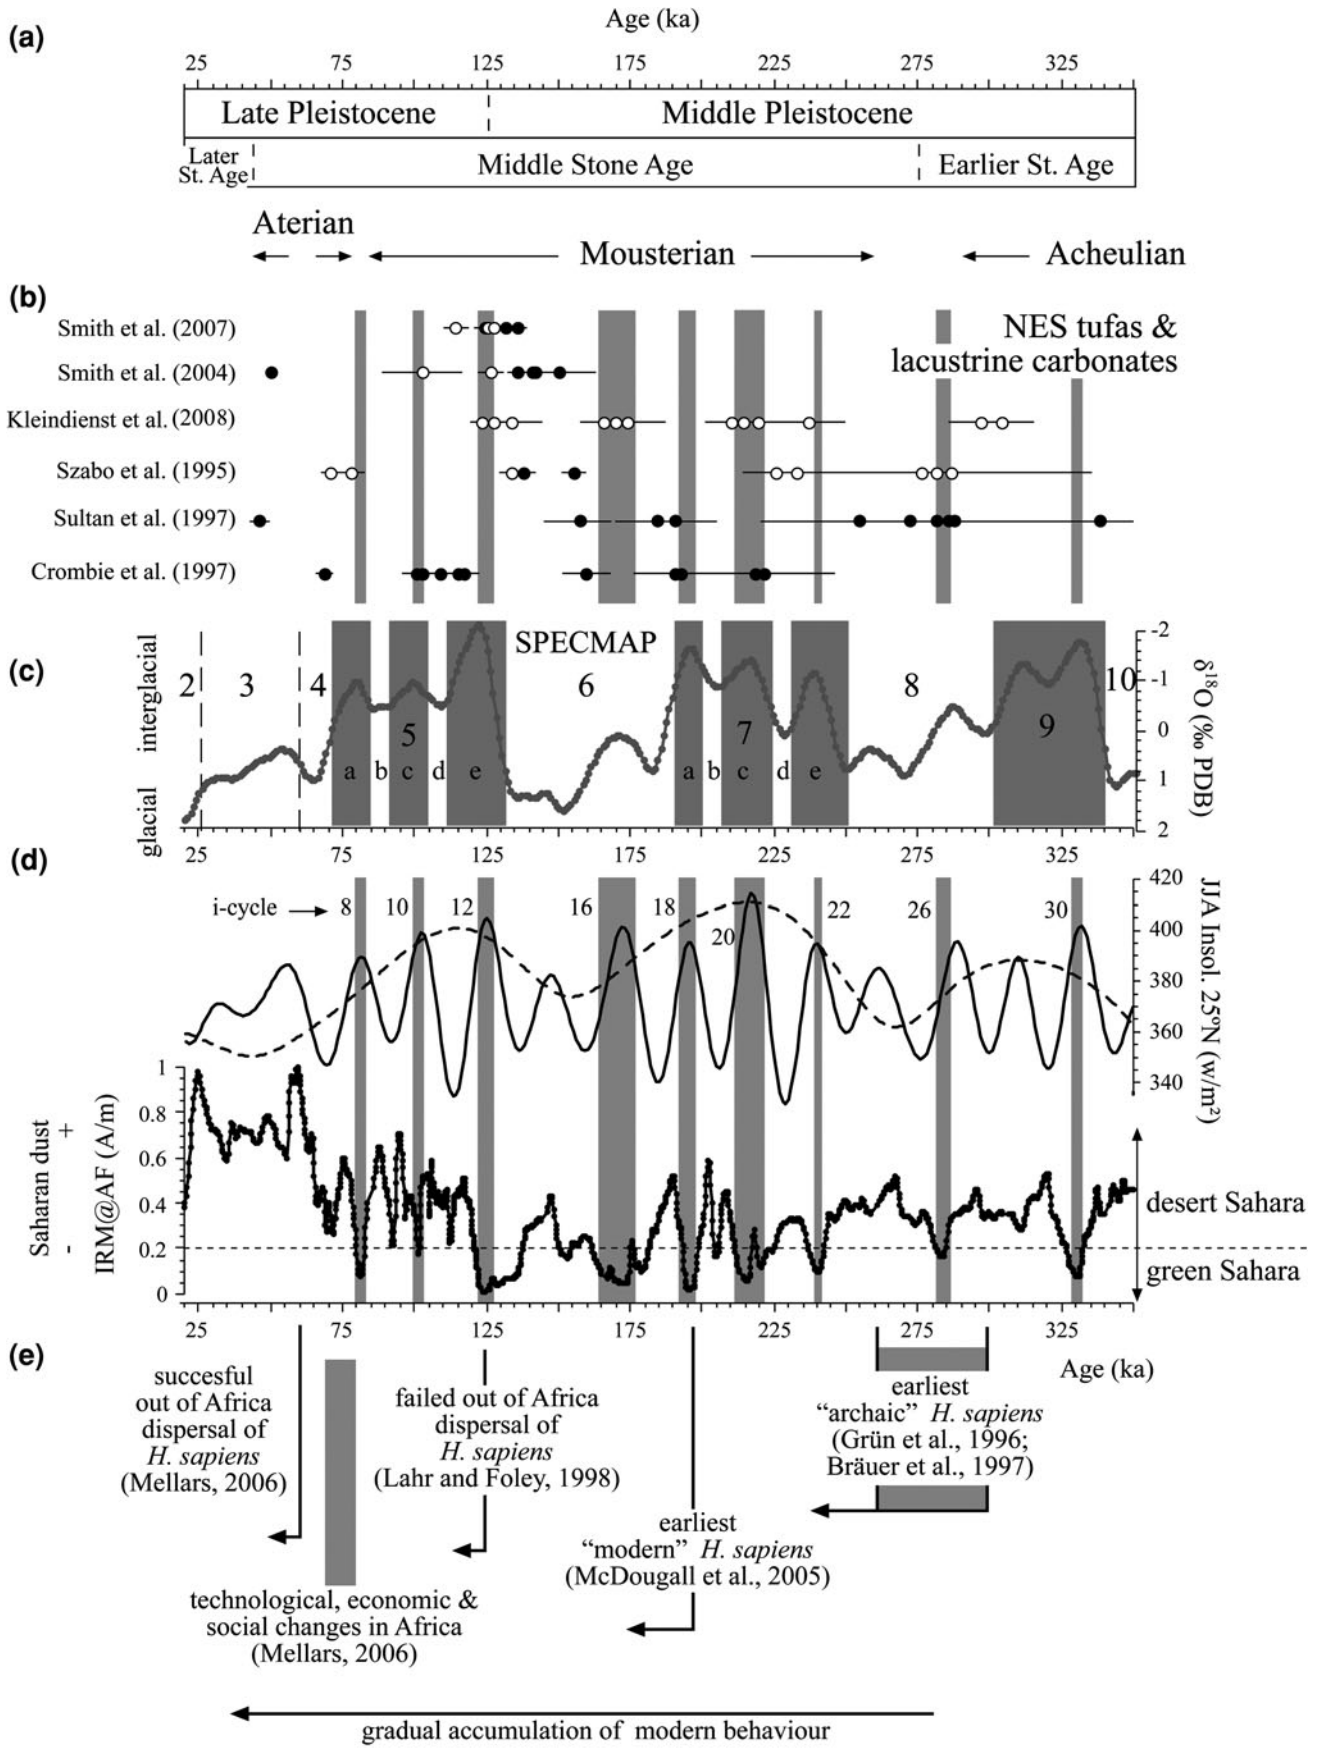 (a)
Age (ka)
25 75 125 175 225 275 325
Late Pleistocene Middle Pleistocene
Later
St. Age
Middle Stone Age Earlier St. Age
Aterian
Mousterian
Acheulian
(b)
NES tufas &
lacustrine carbonates
Smith et al. (2007)
Smith et al. (2004)
Kleindienst et al. (2008)
Szabo et al. (1995)
Sultan et al. (1997)
Crombie et al. (1997)
(c)
glacial interglacial
SPECMAP
2 3 4 5 6 7 8 9 10
a b c d e a b c d e
-2
-1
0
1
2
δ18O (‰ PDB)
25 75 125 175 225 275 325
(d)
i-cycle 8 10 12 16 18 20 22 26 30
420
400
380
360
340
JJA Insol. 25°N (w/m2)
1
0.8
0.6
0.4
0.2
0
Saharan dust
- +
IRM@AF (A/m)
desert Sahara
green Sahara
25 75 125 175 225 275 325
Age (ka)
(e)
succesful
out of Africa
dispersal of
H. sapiens
(Mellars, 2006)
technological, economic &
social changes in Africa
(Mellars, 2006)
failed out of Africa
dispersal of
H. sapiens
(Lahr and Foley, 1998)
earliest
“modern” H. sapiens
(McDougall et al., 2005)
earliest
“archaic” H. sapiens
(Grün et al., 1996;
Bräuer et al., 1997)
gradual accumulation of modern behaviour